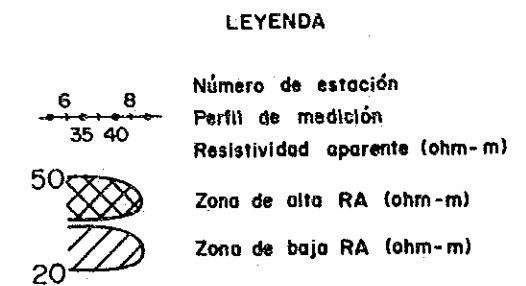 LEYENDA
6 8
35 40
Número de estación
Perfil de medición
Resistividad aparente (ohm-m)
50
Zona de alta RA (ohm-m)
Zona de baja RA (ohm-m)
20